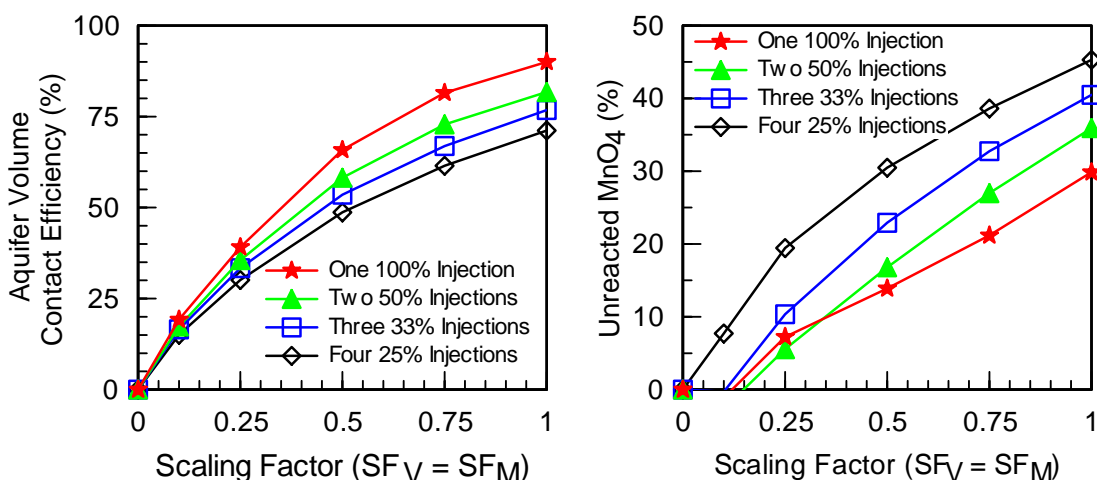 Aquifer Volume
Contact Efficiency (%)
100
75
50
25
0
One 100% Injection
Two 50% Injections
Three 33% Injections
Four 25% Injections
0 0.25 0.5 0.75 1
Scaling Factor (SFV = SFM)
Unreacted MnO4 (%)
50
40
30
20
10
0
One 100% Injection
Two 50% Injections
Three 33% Injections
Four 25% Injections
0 0.25 0.5 0.75 1
Scaling Factor (SFV = SFM)